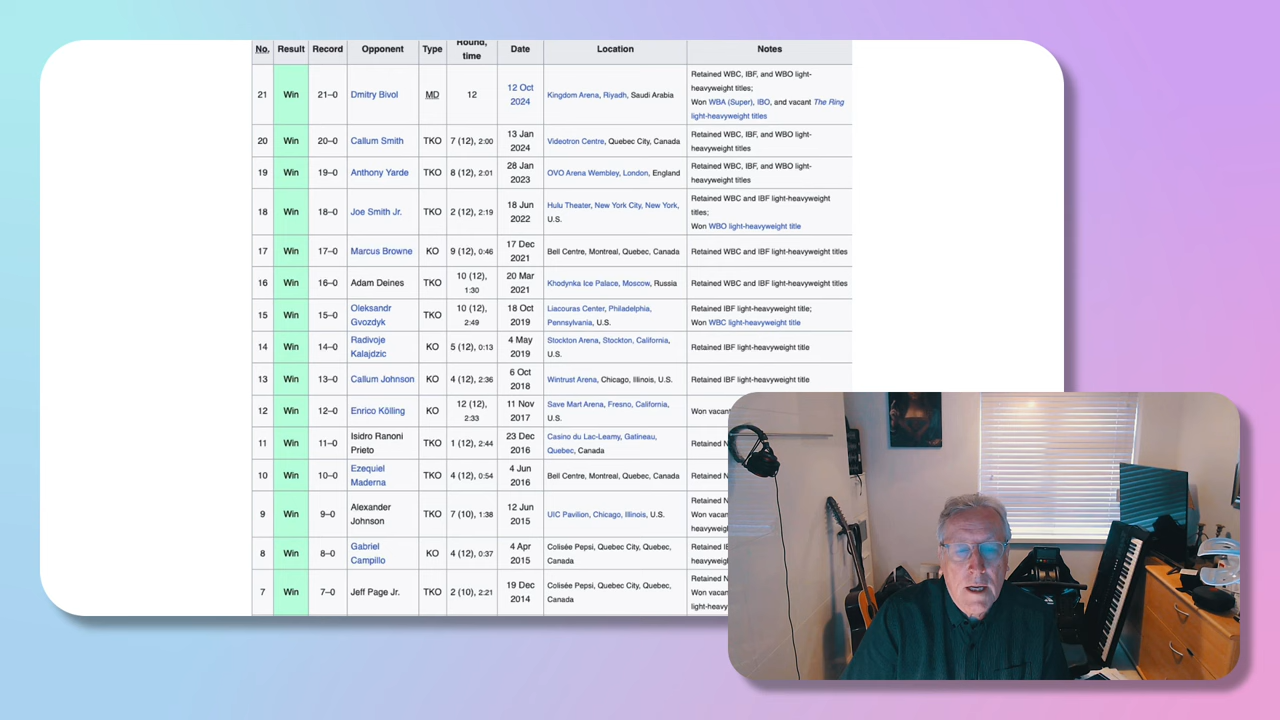 No. Result Record Opponent Type Round, time Date Location Notes
21 Win 21–0 Dmitry Bivol MD 12 12 Oct 2024 Kingdom Arena, Riyadh, Saudi Arabia Retained WBC, IBF, and WBO light-heavyweight titles; Won WBA (Super), IBO, and vacant The Ring light-heavyweight titles
20 Win 20–0 Callum Smith TKO 7 (12), 2:00 13 Jan 2024 Videotron Centre, Quebec City, Canada Retained WBC, IBF, and WBO light-heavyweight titles
19 Win 19–0 Anthony Yarde TKO 8 (12), 2:01 28 Jan 2023 OVO Arena Wembley, London, England Retained WBC, IBF, and WBO light-heavyweight titles
18 Win 18–0 Joe Smith Jr. TKO 2 (12), 2:19 18 Jun 2022 Hulu Theater, New York City, New York, U.S. Retained WBC and IBF light-heavyweight titles; Won WBO light-heavyweight title
17 Win 17–0 Marcus Browne KO 9 (12), 0:46 17 Dec 2021 Bell Centre, Montreal, Quebec, Canada Retained WBC and IBF light-heavyweight titles
16 Win 16–0 Adam Deines TKO 10 (12), 1:30 20 Mar 2021 Khodynka Ice Palace, Moscow, Russia Retained WBC and IBF light-heavyweight titles
15 Win 15–0 Oleksandr Gvozdyk TKO 10 (12), 2:49 18 Oct 2019 Liacouras Center, Philadelphia, Pennsylvania, U.S. Retained IBF light-heavyweight title; Won WBC light-heavyweight title
14 Win 14–0 Radivoje Kalajdzic KO 5 (12), 0:13 4 May 2019 Stockton Arena, Stockton, California, U.S. Retained IBF light-heavyweight title
13 Win 13–0 Callum Johnson KO 4 (12), 2:36 6 Oct 2018 Wintrust Arena, Chicago, Illinois, U.S. Retained IBF light-heavyweight title
12 Win 12–0 Enrico Kölling KO 12 (12), 2:33 11 Nov 2017 Save Mart Arena, Fresno, California, U.S. Won
11 Win 11–0 Isidro Ranoni Prieto TKO 1 (12), 2:44 23 Dec 2016 Casino du Lac-Leamy, Gatineau, Quebec, Canada Retained
10 Win 10–0 Ezequiel Maderna TKO 4 (12), 0:54 4 Jun 2016 Bell Centre, Montreal, Quebec, Canada Retained
9 Win 9–0 Alexander Johnson TKO 7 (10), 1:38 12 Jun 2015 UIC Pavilion, Chicago, Illinois, U.S. Retained Won
8 Win 8–0 Gabriel Campillo KO 4 (12), 0:37 4 Apr 2015 Colisée Pepsi, Quebec City, Quebec, Canada Retained
7 Win 7–0 Jeff Page Jr. TKO 2 (10), 2:21 19 Dec 2014 Colisée Pepsi, Quebec City, Quebec, Canada Retained Won